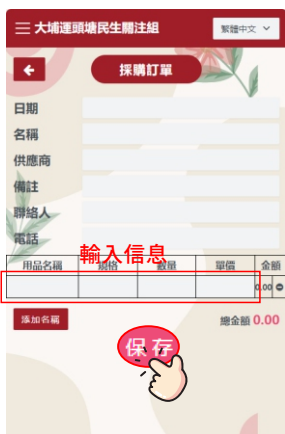 大埔運頭塘民生關注組 繁體中文
採購訂單
日期
名稱
供應商
備註
聯絡人
電話
輸入信息
用品名稱 規格 數量 單價 金額
0.00
添加名稱 總金額 0.00
保存